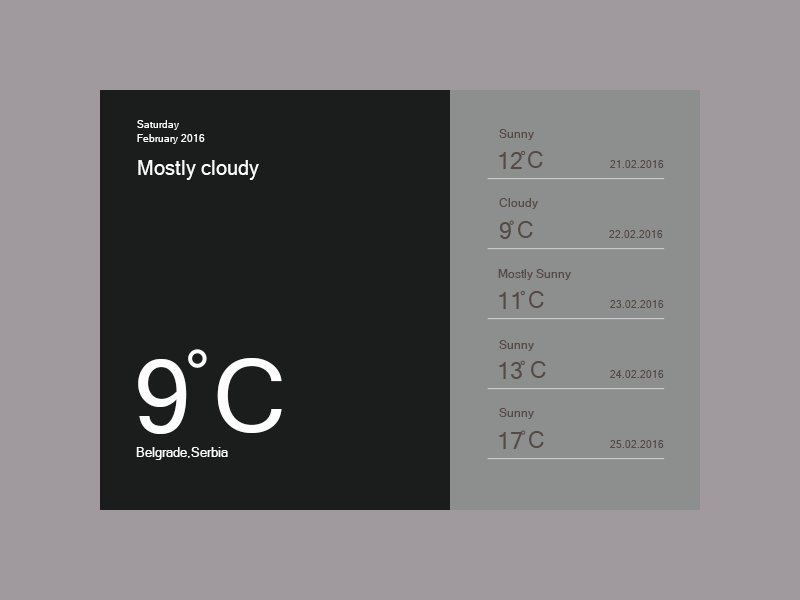 Saturday
February 2016
Mostly cloudy
9°C
Belgrade,Serbia
Sunny
12°C 21.02.2016
Cloudy
9°C 22.02.2016
Mostly Sunny
11°C 23.02.2016
Sunny
13°C 24.02.2016
Sunny
17°C 25.02.2016